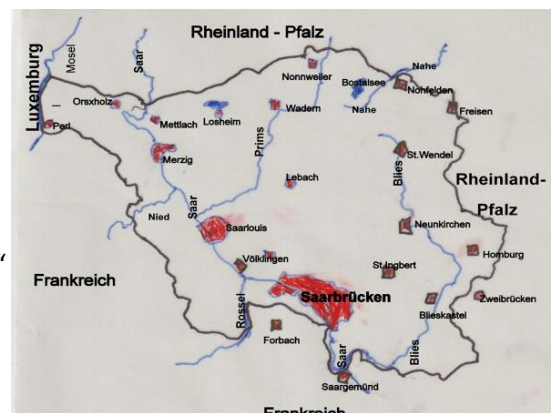 Rheinland - Pfalz
Luxemburg
Mosel
Saar
Nonnweiler
Bostalsee
Nahe
Nohfelden
Orsxholz
Wadern
Nahe
Freisen
Perl
Mettlach
Losheim
Merzig
Prims
St.Wendel
Blies
Lebach
Rheinland-
Pfalz
Nied
Saar
Saarlouis
Neunkirchen
“
Frankreich
Völklingen
St.Ingbert
Homburg
Saarbrücken
Zweibrücken
Rossel
Blieskastel
Forbach
Saar
Blies
Saargemünd
Frankreich